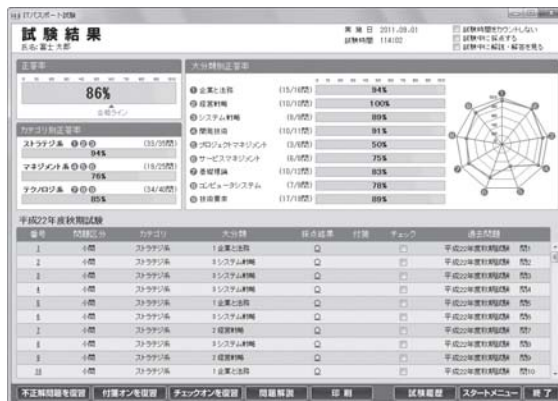 ITパスポート試験
試験結果
氏名:富士 太郎
実 施 日 2011.09.01
試験時間 114:02
試験時間をカウントしない
試験中に採点する
試験中に解説・解答を見る
正答率
86%
合格ライン
カテゴリ別正答率
ストラテジ系 ❶❷❸ (33/35問)
94%
マネジメント系 ❹❺❻ (19/25問)
76%
テクノロジ系 ❼❽❾ (34/40問)
85%
大分類別正答率
❶企業と法務 (15/16問) 94%
❷経営戦略 (10/10問) 100%
❸システム戦略 (8/9問) 89%
❹開発技術 (10/11問) 91%
❺プロジェクトマネジメント (3/6問) 50%
❻サービスマネジメント (6/8問) 75%
❼基礎理論 (10/12問) 83%
❽コンピュータシステム (7/9問) 78%
❾技術要素 (17/19問) 89%
平成22年度秋期試験
番号 問題区分 カテゴリ 大分類 採点結果 付箋 チェック 過去問題
1 小問 ストラテジ系 1 企業と法務 ○ 平成22年度秋期試験 問1
2 小問 ストラテジ系 3 システム戦略 ○ 平成22年度秋期試験 問2
3 小問 ストラテジ系 1 企業と法務 ○ 平成22年度秋期試験 問3
4 小問 ストラテジ系 3 システム戦略 ○ 平成22年度秋期試験 問4
5 小問 ストラテジ系 1 企業と法務 ○ 平成22年度秋期試験 問5
6 小問 ストラテジ系 3 システム戦略 ○ 平成22年度秋期試験 問6
7 小問 ストラテジ系 2 経営戦略 ○ 平成22年度秋期試験 問7
8 小問 ストラテジ系 3 システム戦略 ○ 平成22年度秋期試験 問8
9 小問 ストラテジ系 2 経営戦略 ○ 平成22年度秋期試験 問9
10 小問 ストラテジ系 1 企業と法務 ○ 平成22年度秋期試験 問10
不正解問題を復習 付箋オンを復習 チェックオンを復習 問題解説 印 刷 試験履歴 スタートメニュー 終 了